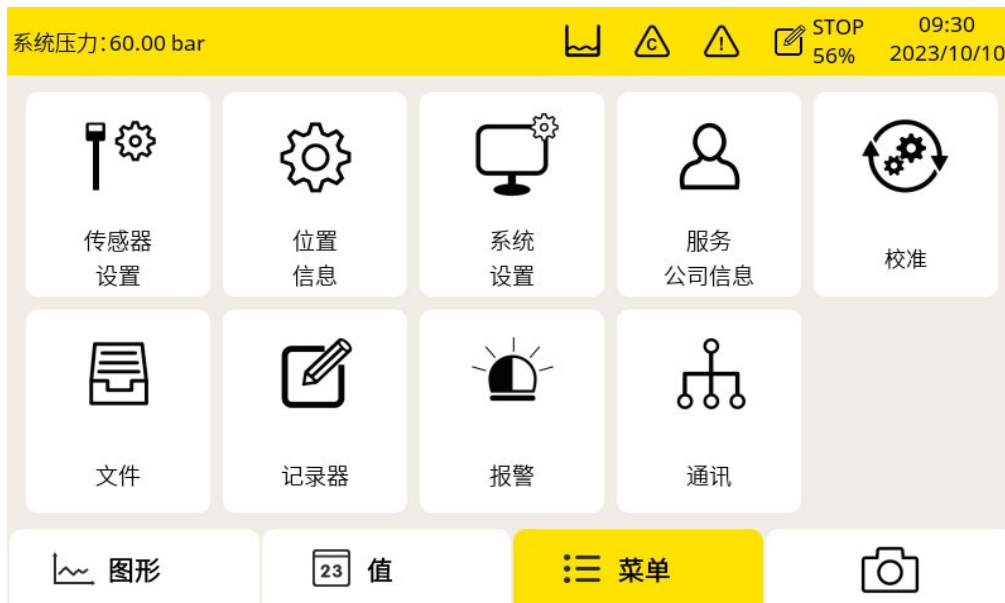 系统压力:60.00 bar
C
!
STOP
56%
09:30
2023/10/10
传感器
设置
位置
信息
系统
设置
服务
公司信息
校准
文件
记录器
报警
通讯
图形
23
值
菜单